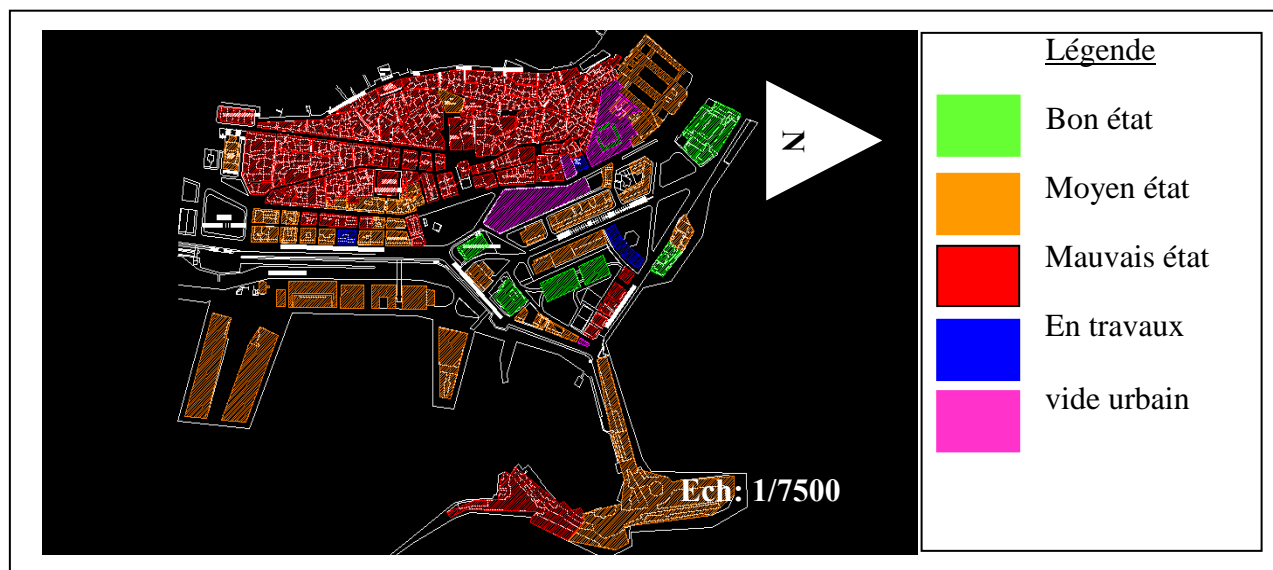 Légende
Bon état
Moyen état
Mauvais état
En travaux
vide urbain
N
Ech: 1/7500